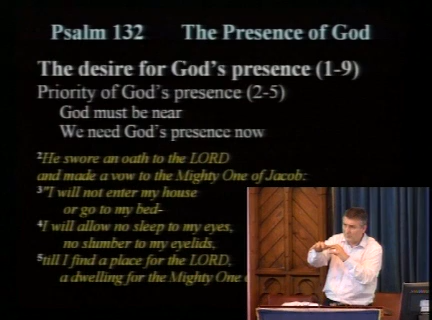 Psalm 132 The Presence of God
The desire for God's presence (1-9)
Priority of God's presence (2-5)
God must be near
We need God's presence now
²He swore an oath to the LORD
and made a vow to the Mighty One of Jacob:
³"I will not enter my house
or go to my bed-
⁴I will allow no sleep to my eyes,
no slumber to my eyelids,
⁵till I find a place for the LORD,
a dwelling for the Mighty One